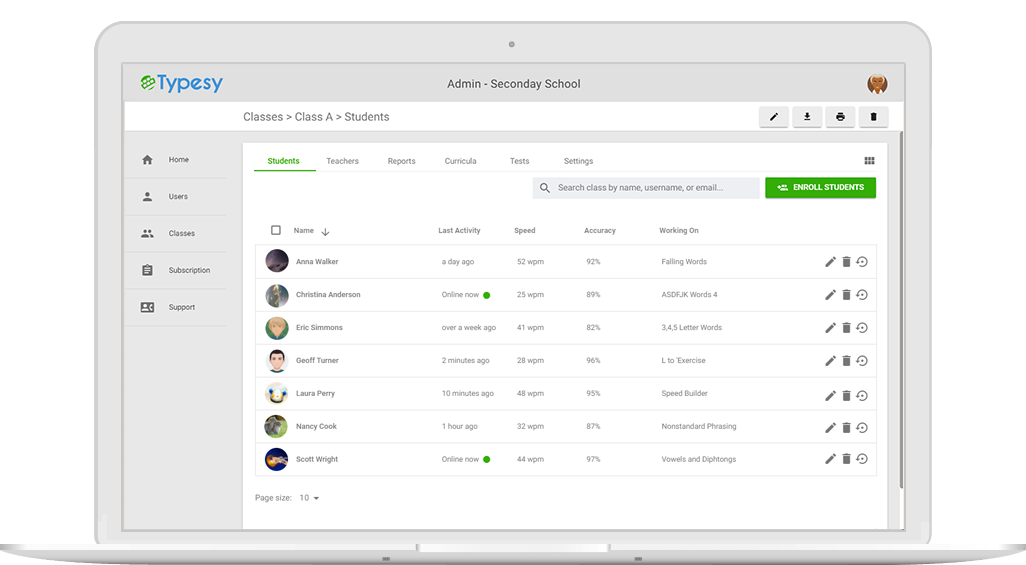 Typesy
Admin - Seconday School
Classes > Class A > Students
Home
Users
Classes
Subscription
Support
Students Teachers Reports Curricula Tests Settings
Search class by name, username, or email...
ENROLL STUDENTS
Name Last Activity Speed Accuracy Working On
Anna Walker a day ago 52 wpm 92% Falling Words
Christina Anderson Online now 25 wpm 89% ASDFJK Words 4
Eric Simmons over a week ago 41 wpm 82% 3,4,5 Letter Words
Geoff Turner 2 minutes ago 28 wpm 96% L to 'Exercise
Laura Perry 10 minutes ago 48 wpm 95% Speed Builder
Nancy Cook 1 hour ago 32 wpm 87% Nonstandard Phrasing
Scott Wright Online now 44 wpm 97% Vowels and Diphtongs
Page size: 10